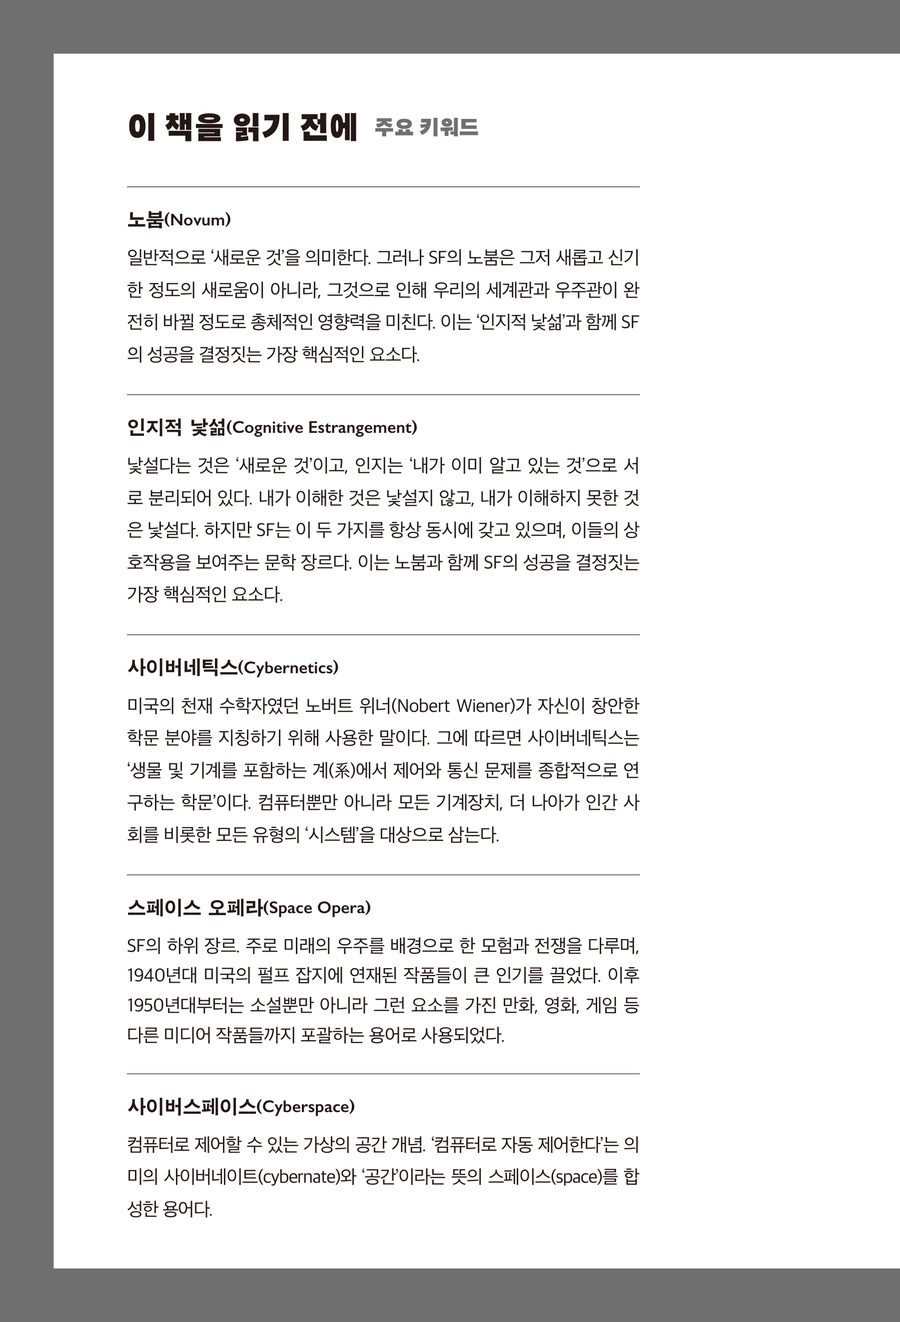 이 책을 읽기 전에 주요 키워드
노붐(Novum)
일반적으로 ‘새로운 것’을 의미한다. 그러나 SF의 노붐은 그저 새롭고 신기
한 정도의 새로움이 아니라, 그것으로 인해 우리의 세계관과 우주관이 완
전히 바뀔 정도로 총체적인 영향력을 미친다. 이는 ‘인지적 낯섦’과 함께 SF
의 성공을 결정짓는 가장 핵심적인 요소다.
인지적 낯섦(Cognitive Estrangement)
낯설다는 것은 ‘새로운 것’이고, 인지는 ‘내가 이미 알고 있는 것’으로 서
로 분리되어 있다. 내가 이해한 것은 낯설지 않고, 내가 이해하지 못한 것
은 낯설다. 하지만 SF는 이 두 가지를 항상 동시에 갖고 있으며, 이들의 상
호작용을 보여주는 문학 장르다. 이는 노붐과 함께 SF의 성공을 결정짓는
가장 핵심적인 요소다.
사이버네틱스(Cybernetics)
미국의 천재 수학자였던 노버트 위너(Nobert Wiener)가 자신이 창안한
학문 분야를 지칭하기 위해 사용한 말이다. 그에 따르면 사이버네틱스는
‘생물 및 기계를 포함하는 계(系)에서 제어와 통신 문제를 종합적으로 연
구하는 학문’이다. 컴퓨터뿐만 아니라 모든 기계장치, 더 나아가 인간 사
회를 비롯한 모든 유형의 ‘시스템’을 대상으로 삼는다.
스페이스 오페라(Space Opera)
SF의 하위 장르. 주로 미래의 우주를 배경으로 한 모험과 전쟁을 다루며,
1940년대 미국의 펄프 잡지에 연재된 작품들이 큰 인기를 끌었다. 이후
1950년대부터는 소설뿐만 아니라 그런 요소를 가진 만화, 영화, 게임 등
다른 미디어 작품들까지 포괄하는 용어로 사용되었다.
사이버스페이스(Cyberspace)
컴퓨터로 제어할 수 있는 가상의 공간 개념. ‘컴퓨터로 자동 제어한다’는 의
미의 사이버네이트(cybernate)와 ‘공간’이라는 뜻의 스페이스(space)를 합
성한 용어다.